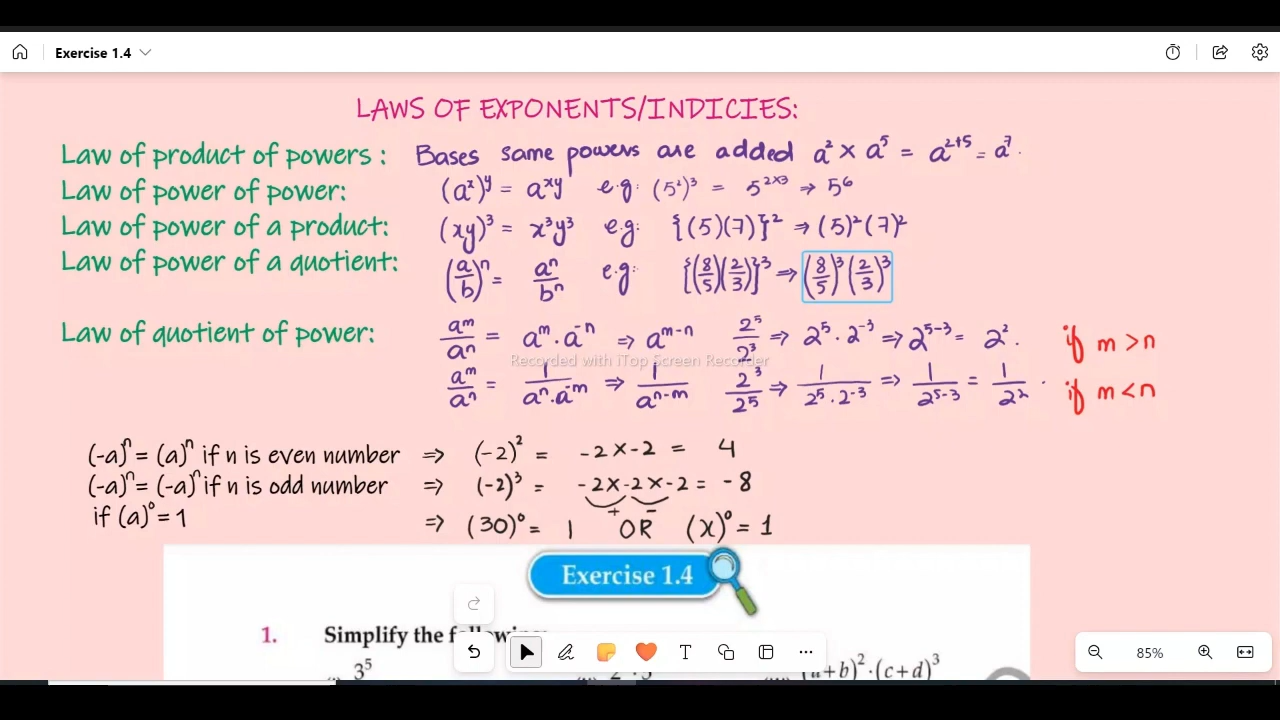 Exercise 1.4
LAWS OF EXPONENTS/INDICIES:
Law of product of powers : Bases same powers are added a² × a⁵ = a²⁺⁵ = a⁷.
Law of power of power: (aˣ)ʸ = aˣʸ e.g: (5²)³ = 5²ˣ³ ⇒ 5⁶
Law of power of a product: (xy)³ = x³y³ e.g: {(5)(7)}² ⇒ (5)²(7)²
Law of power of a quotient: (a/b)ⁿ = aⁿ/bⁿ e.g: {(8/5)(2/3)}³ ⇒ (8/5)³(2/3)³
Law of quotient of power: aᵐ/aⁿ = aᵐ·a⁻ⁿ ⇒ aᵐ⁻ⁿ 2⁵/2³ ⇒ 2⁵·2⁻³ ⇒ 2⁵⁻³ = 2². if m > n
Recorded with iTop Screen Recorder
aᵐ/aⁿ = 1/aⁿ·a⁻ᵐ ⇒ 1/aⁿ⁻ᵐ 2³/2⁵ ⇒ 1/2⁵·2⁻³ ⇒ 1/2⁵⁻³ = 1/2². if m < n
(-a)ⁿ = (a)ⁿ if n is even number ⇒ (-2)² = -2×-2 = 4
(-a)ⁿ = (-a)ⁿ if n is odd number ⇒ (-2)³ = -2×-2×-2 = -8
+ -
if (a)⁰ = 1 ⇒ (30)⁰ = 1 OR (x)⁰ = 1
Exercise 1.4
1. Simplify the
3⁵ (a+b)²·(c+d)³
85%